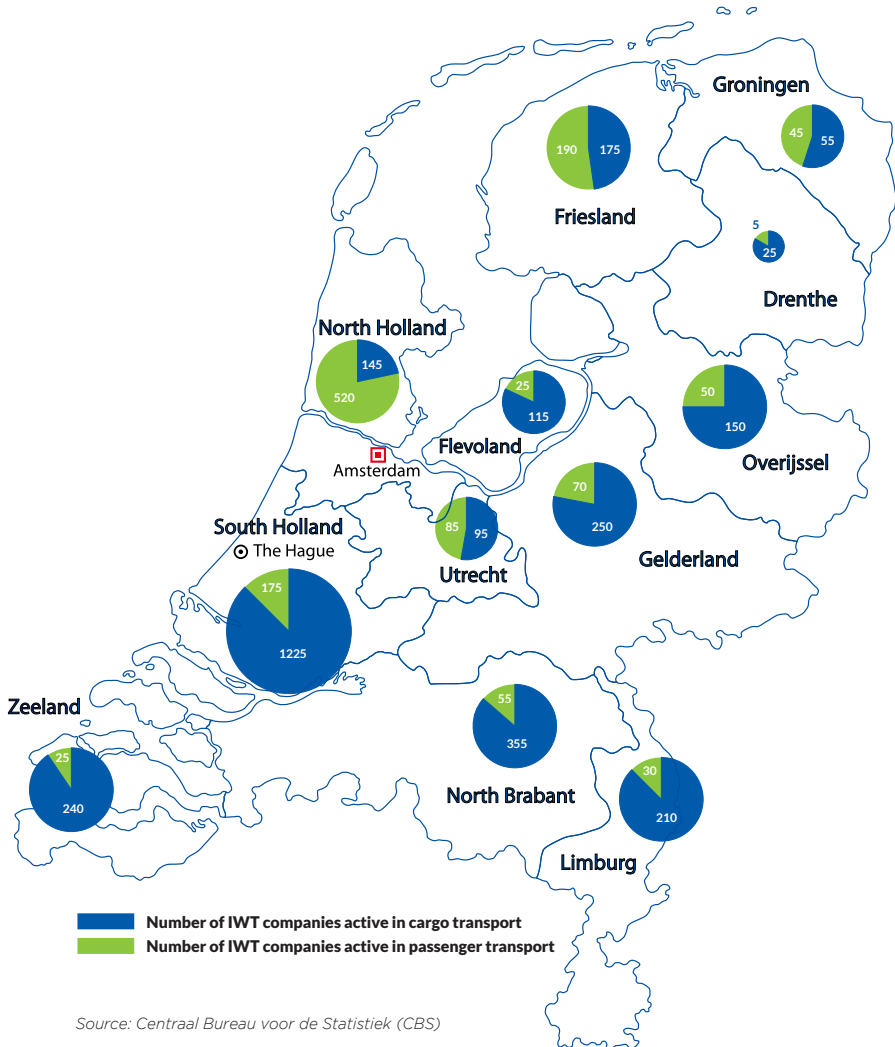 Groningen
45
55
190
175
Friesland
5
25
Drenthe
North Holland
145
520
25
115
Flevoland
50
150
Overijssel
Amsterdam
70
250
Gelderland
South Holland
The Hague
85
95
Utrecht
175
1225
Zeeland
25
240
55
355
North Brabant
30
210
Limburg
Number of IWT companies active in cargo transport
Number of IWT companies active in passenger transport
Source: Centraal Bureau voor de Statistiek (CBS)